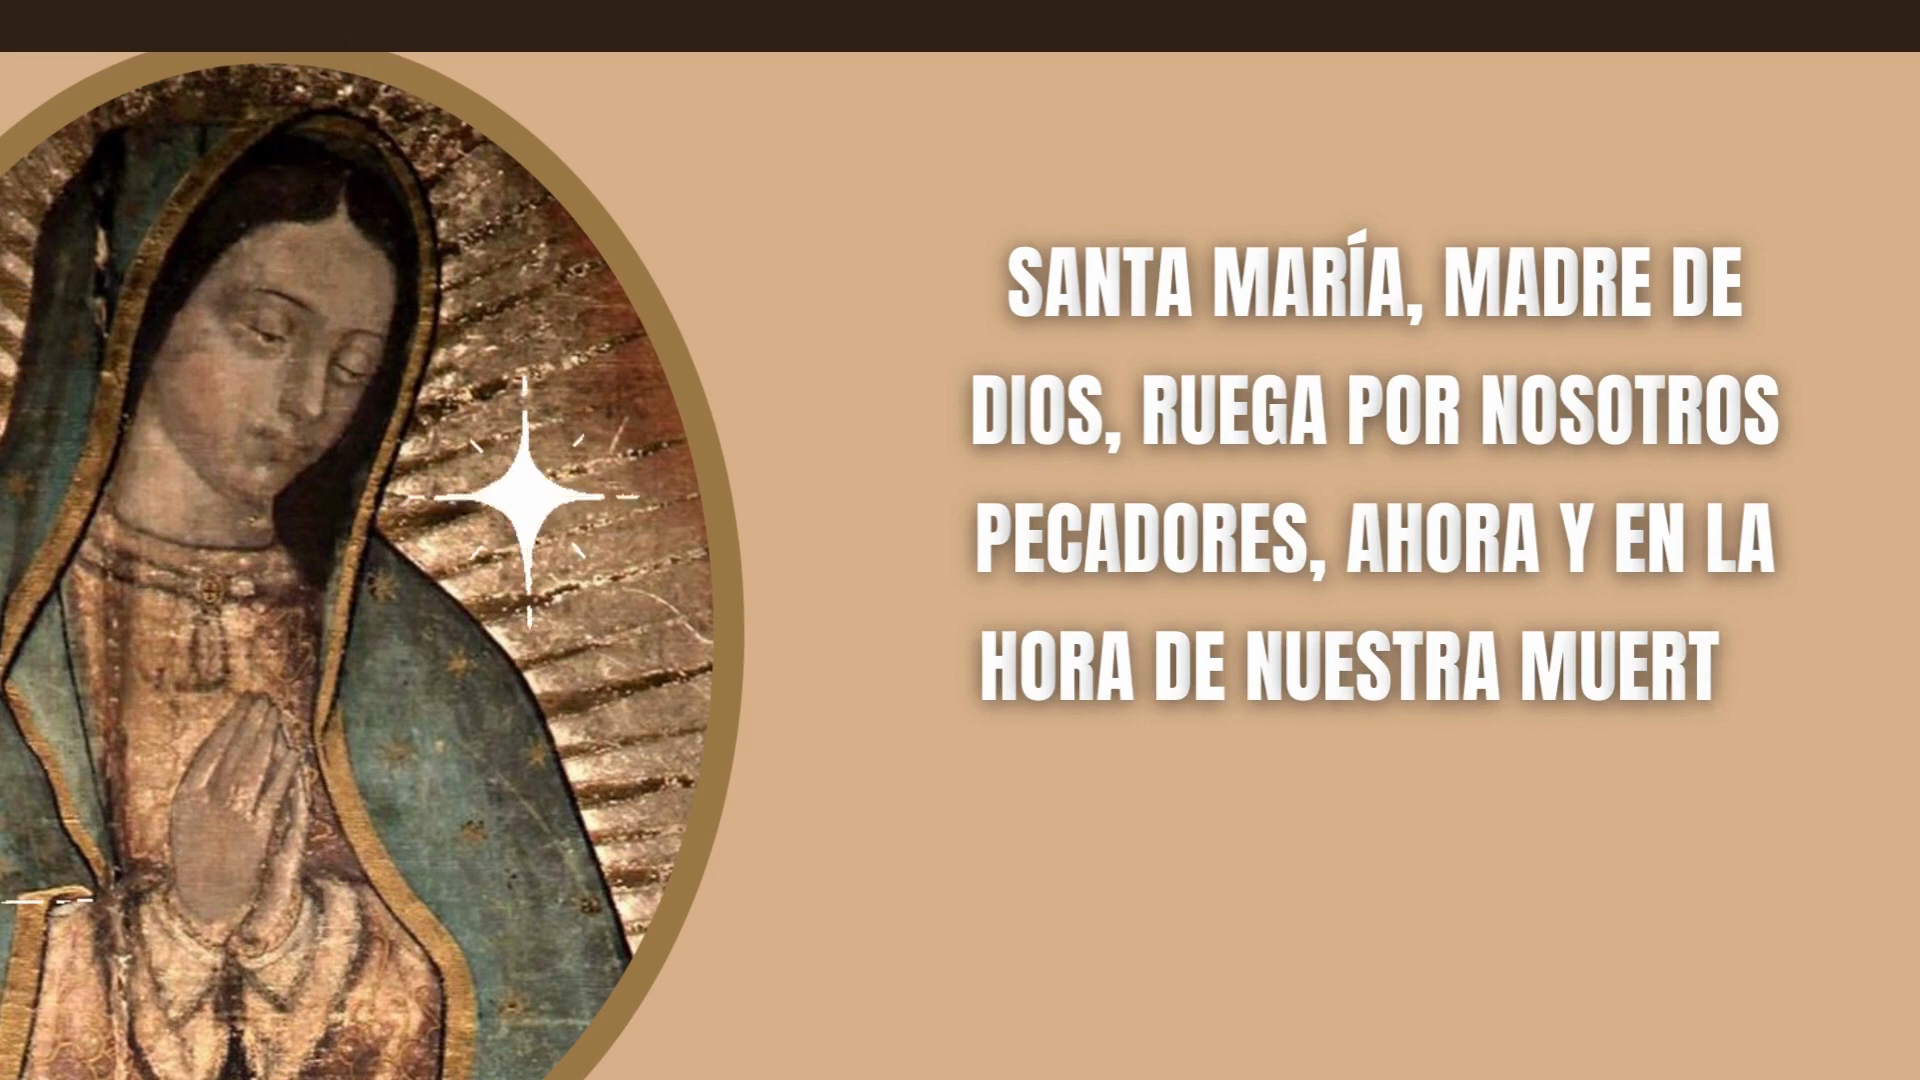 SANTA MARÍA, MADRE DE
DIOS, RUEGA POR NOSOTROS
PECADORES, AHORA Y EN LA
HORA DE NUESTRA MUERT